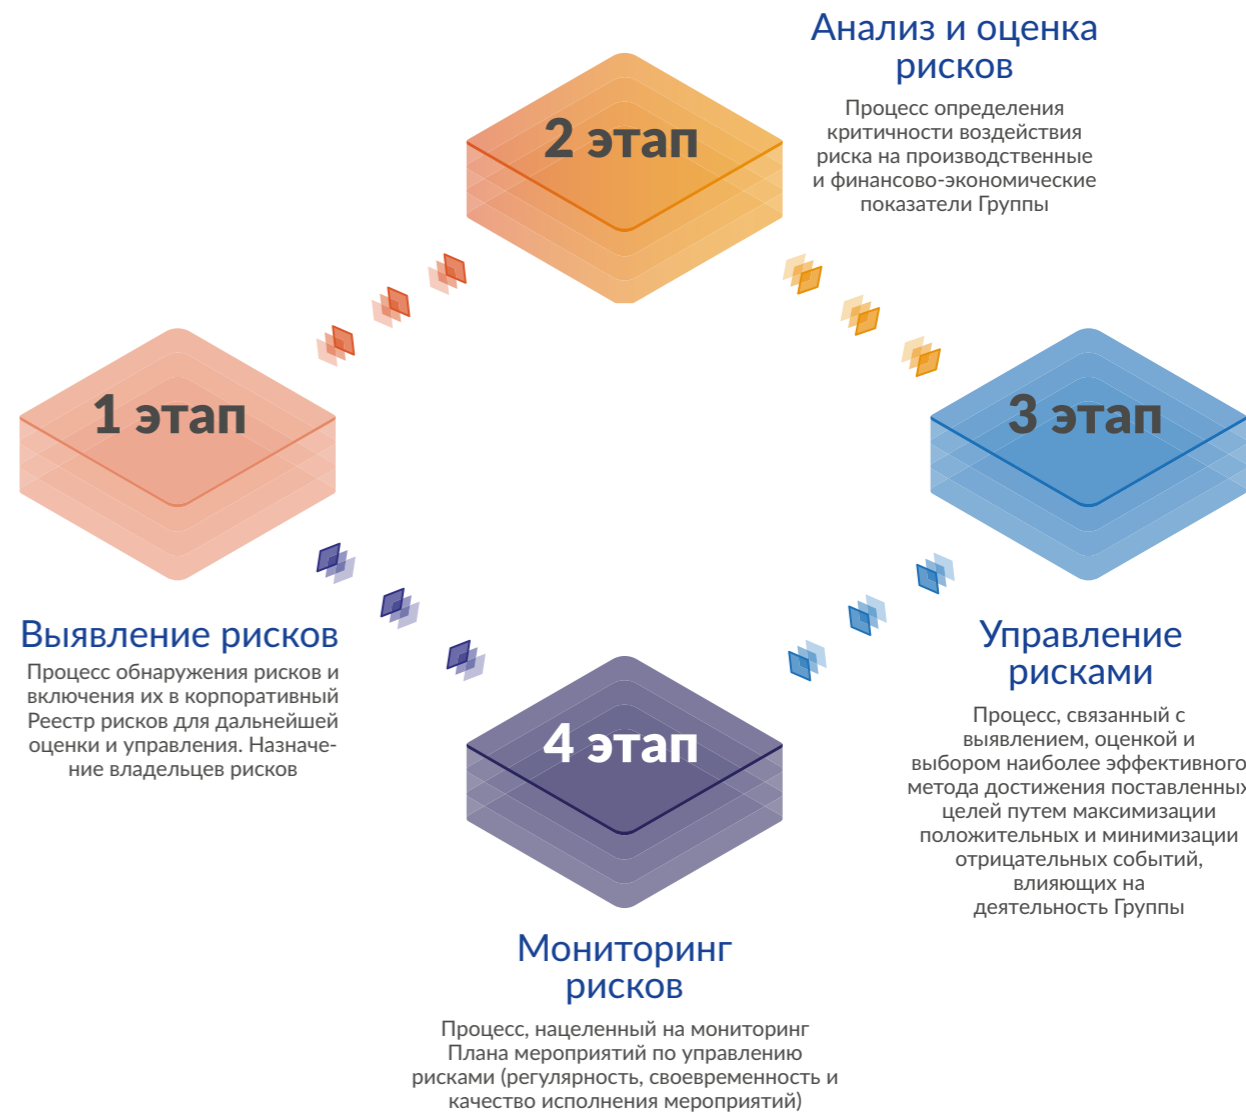 1 этап
Выявление рисков
Процесс обнаружения рисков и
включения их в корпоративный
Реестр рисков для дальнейшей
оценки и управления. Назначе-
ние владельцев рисков
2 этап
Анализ и оценка
рисков
Процесс определения
критичности воздействия
риска на производственные
и финансово-экономические
показатели Группы
3 этап
Управление
рисками
Процесс, связанный с
выявлением, оценкой и
выбором наиболее эффективного
метода достижения поставленных
целей путем максимизации
положительных и минимизации
отрицательных событий,
влияющих на
деятельность Группы
4 этап
Мониторинг
рисков
Процесс, нацеленный на мониторинг
Плана мероприятий по управлению
рисками (регулярность, своевременность и
качество исполнения мероприятий)